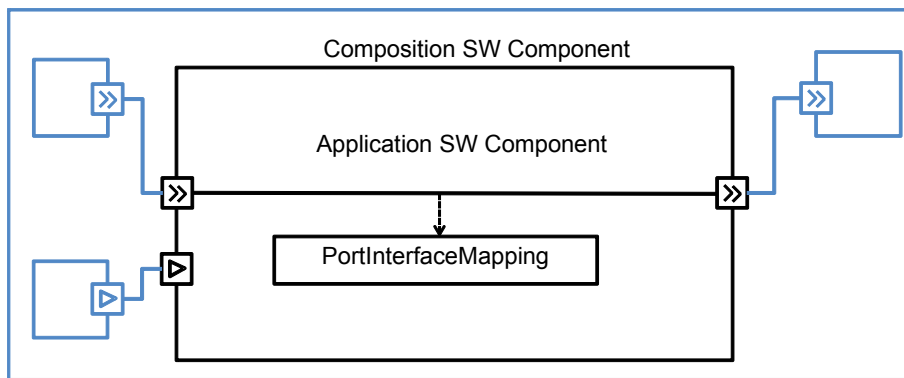 Composition SW Component
Application SW Component
PortInterfaceMapping